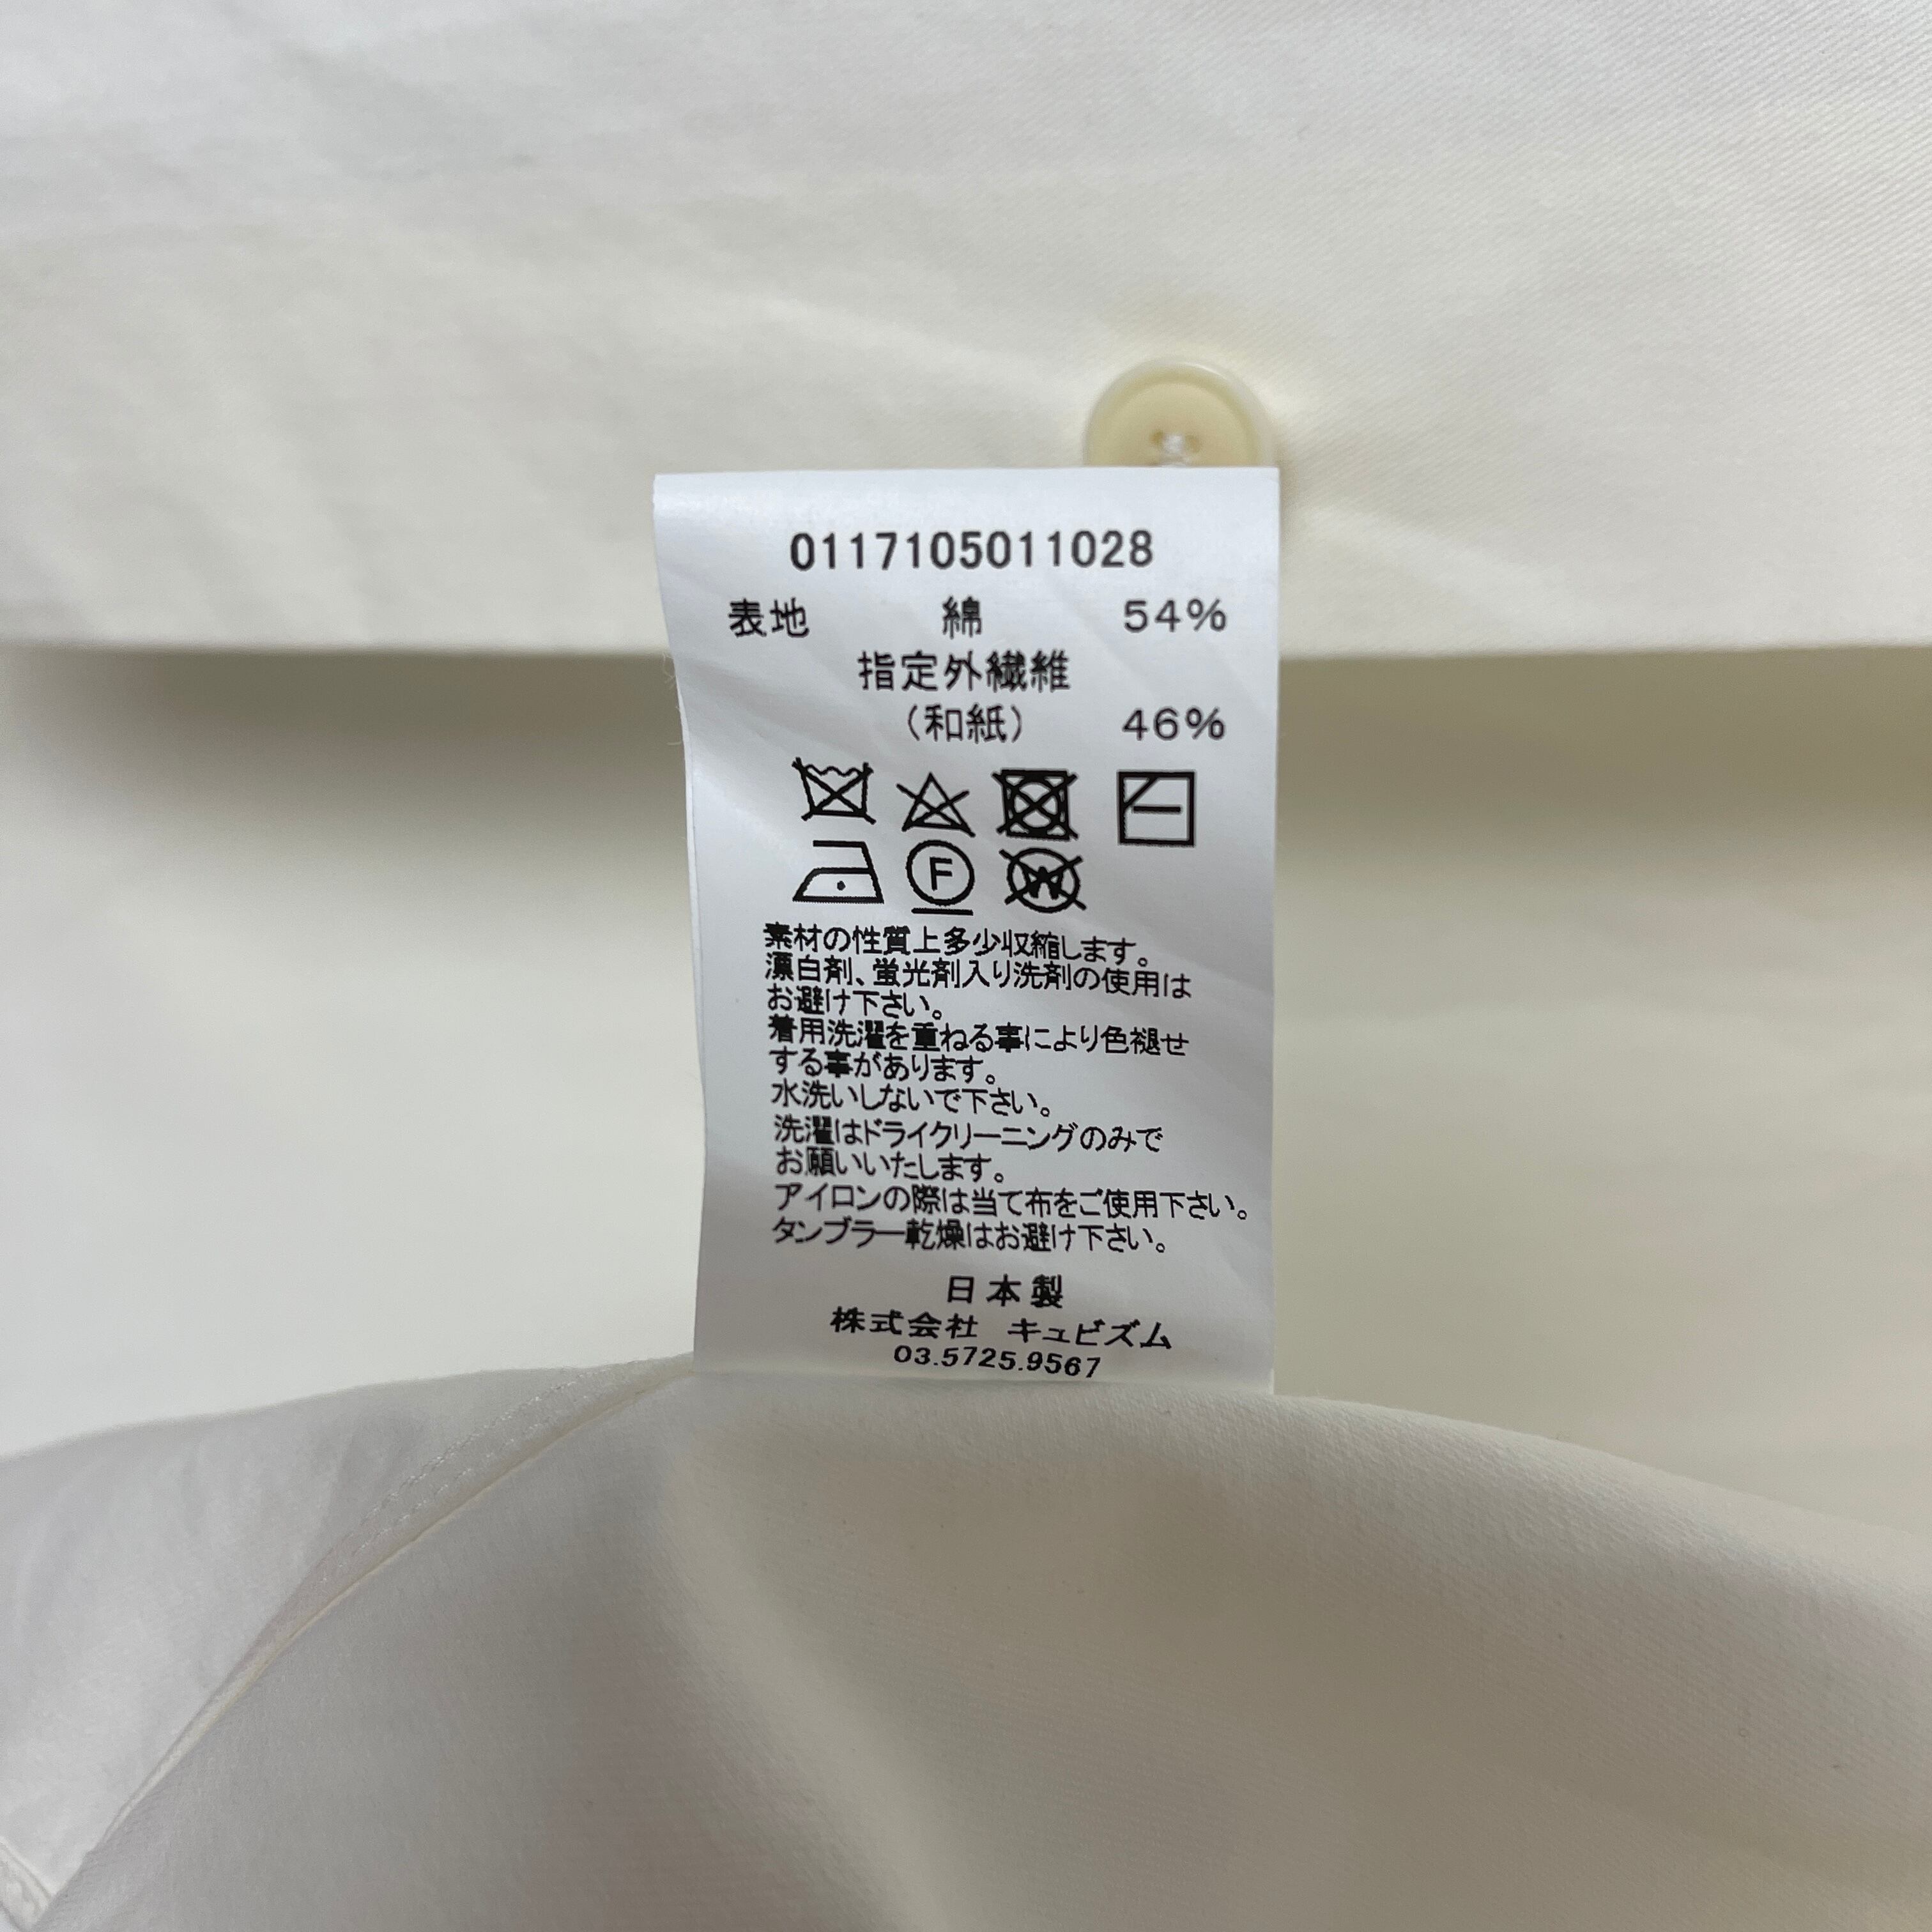 0117105011028
表地 綿 54%
指定外繊維
(和紙) 46%
F
W
素材の性質上多少収縮します。
漂白剤、蛍光剤入り洗剤の使用は
お避け下さい。
着用洗濯を重ねる事により色褪せ
する事があります。
水洗いしないで下さい。
洗濯はドライクリーニングのみで
お願いいたします。
アイロンの際は当て布をご使用下さい。
タンブラー乾燥はお避け下さい。
日本製
株式会社 キュビズム
03.5725.9567